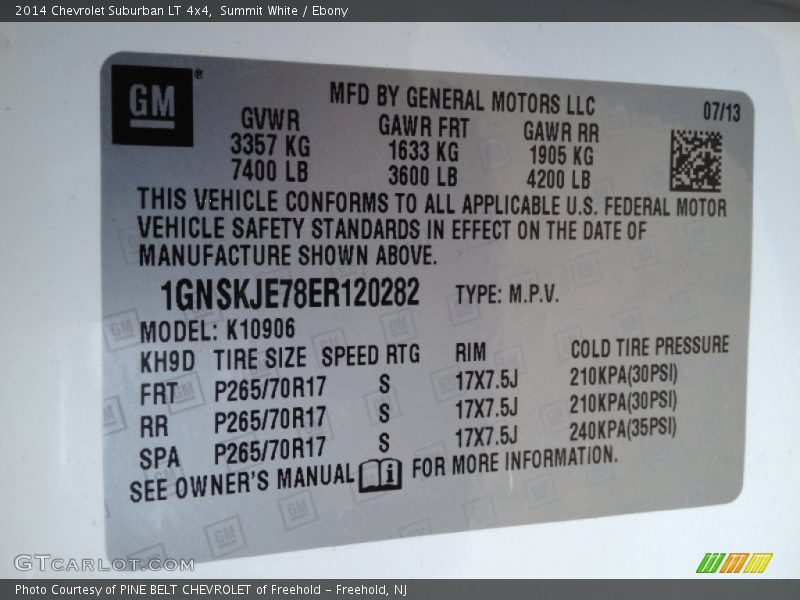 2014 Chevrolet Suburban LT 4x4,  Summit White / Ebony
GM®
MFD BY GENERAL MOTORS LLC
07/13
GVWR GAWR FRT GAWR RR
3357 KG 1633 KG 1905 KG
7400 LB 3600 LB 4200 LB
THIS VEHICLE CONFORMS TO ALL APPLICABLE U.S. FEDERAL MOTOR
VEHICLE SAFETY STANDARDS IN EFFECT ON THE DATE OF
MANUFACTURE SHOWN ABOVE.
1GNSKJE78ER120282 TYPE: M.P.V.
MODEL: K10906
KH9D TIRE SIZE SPEED RTG RIM COLD TIRE PRESSURE
FRT P265/70R17 S 17X7.5J 210KPA(30PSI)
RR P265/70R17 S 17X7.5J 210KPA(30PSI)
SPA P265/70R17 S 17X7.5J 240KPA(35PSI)
SEE OWNER'S MANUAL FOR MORE INFORMATION.
GTCARLOT.COM
Photo Courtesy of PINE BELT CHEVROLET of Freehold – Freehold, NJ